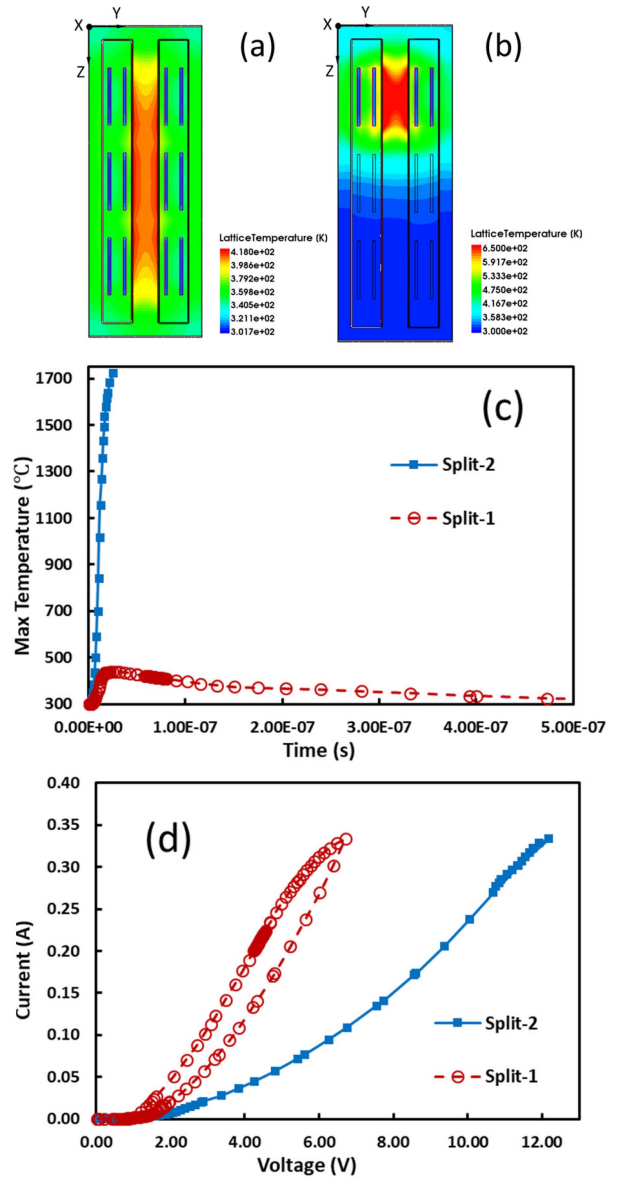 X Y
Z
(a)
LatticeTemperature (K)
4.180e+02
3.986e+02
3.792e+02
3.598e+02
3.405e+02
3.211e+02
3.017e+02
X Y
Z
(b)
LatticeTemperature (K)
6.500e+02
5.917e+02
5.333e+02
4.750e+02
4.167e+02
3.583e+02
3.000e+02
(c)
Max Temperature (°C)
1700
1500
1300
1100
900
700
500
300
Split-2
Split-1
0.00E+00 1.00E-07 2.00E-07 3.00E-07 4.00E-07 5.00E-07
Time (s)
(d)
Current (A)
0.40
0.35
0.30
0.25
0.20
0.15
0.10
0.05
0.00
Split-2
Split-1
0.00 2.00 4.00 6.00 8.00 10.00 12.00
Voltage (V)